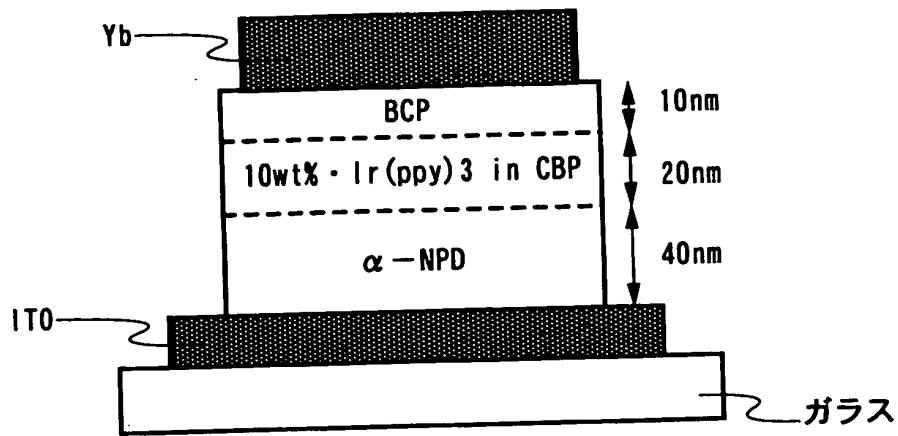 Yb
BCP
10nm
10wt%・Ir(ppy)3 in CBP
20nm
α-NPD
40nm
ITO
ガラス